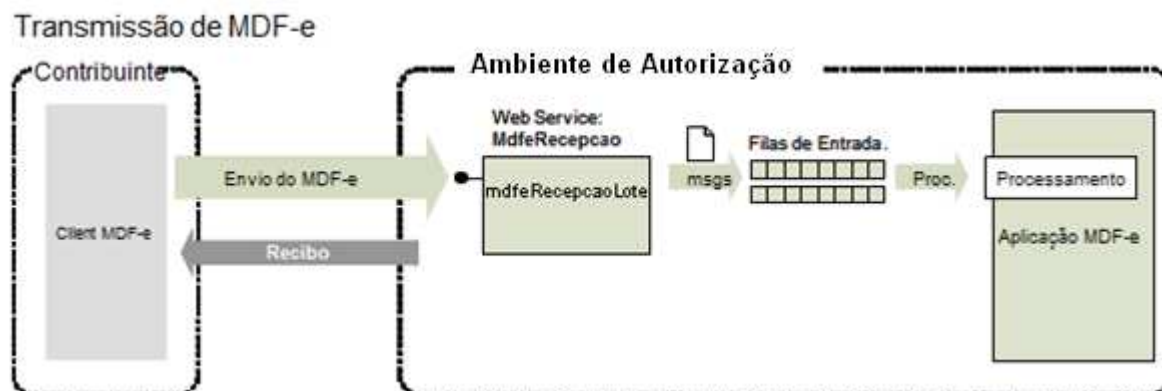 Transmissão de MDF-e
Contribuinte
Ambiente de Autorização
Client MDF-e
Envio do MDF-e
Recibo
Web Service:
MdfeRecepcao
mdfeRecepcaoLote
msgs
Filas de Entrada.
Proc.
Processamento
Aplicação MDF-e